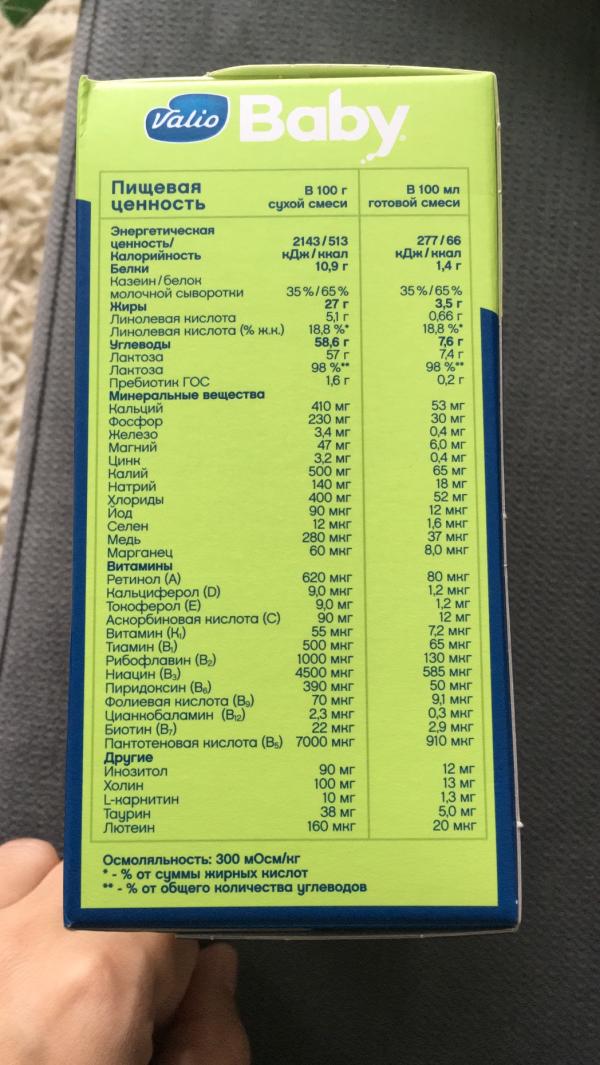 Valio Baby
Пищевая ценность В 100 г сухой смеси В 100 мл готовой смеси
Энергетическая
ценность/ 2143/513 277/66
Калорийность кДж/ккал кДж/ккал
Белки 10,9 г 1,4 г
Казеин/белок
молочной сыворотки 35%/65% 35%/65%
Жиры 27 г 3,5 г
Линолевая кислота 5,1 г 0,66 г
Линолевая кислота (% ж.к.) 18,8 %* 18,8 %*
Углеводы 58,6 г 7,6 г
Лактоза 57 г 7,4 г
Лактоза 98 %** 98 %**
Пребиотик ГОС 1,6 г 0,2 г
Минеральные вещества
Кальций 410 мг 53 мг
Фосфор 230 мг 30 мг
Железо 3,4 мг 0,4 мг
Магний 47 мг 6,0 мг
Цинк 3,2 мг 0,4 мг
Калий 500 мг 65 мг
Натрий 140 мг 18 мг
Хлориды 400 мг 52 мг
Йод 90 мкг 12 мкг
Селен 12 мкг 1,6 мкг
Медь 280 мкг 37 мкг
Марганец 60 мкг 8,0 мкг
Витамины
Ретинол (A) 620 мкг 80 мкг
Кальциферол (D) 9,0 мкг 1,2 мкг
Токоферол (E) 9,0 мг 1,2 мг
Аскорбиновая кислота (C) 90 мг 12 мг
Витамин (K₁) 55 мкг 7,2 мкг
Тиамин (B₁) 500 мкг 65 мкг
Рибофлавин (B₂) 1000 мкг 130 мкг
Ниацин (B₃) 4500 мкг 585 мкг
Пиридоксин (B₆) 390 мкг 50 мкг
Фолиевая кислота (B₉) 70 мкг 9,1 мкг
Цианкобаламин (B₁₂) 2,3 мкг 0,3 мкг
Биотин (B₇) 22 мкг 2,9 мкг
Пантотеновая кислота (B₅) 7000 мкг 910 мкг
Другие
Инозитол 90 мг 12 мг
Холин 100 мг 13 мг
L-карнитин 10 мг 1,3 мг
Таурин 38 мг 5,0 мг
Лютеин 160 мкг 20 мкг
Осмоляльность: 300 мОсм/кг
* - % от суммы жирных кислот
** - % от общего количества углеводов